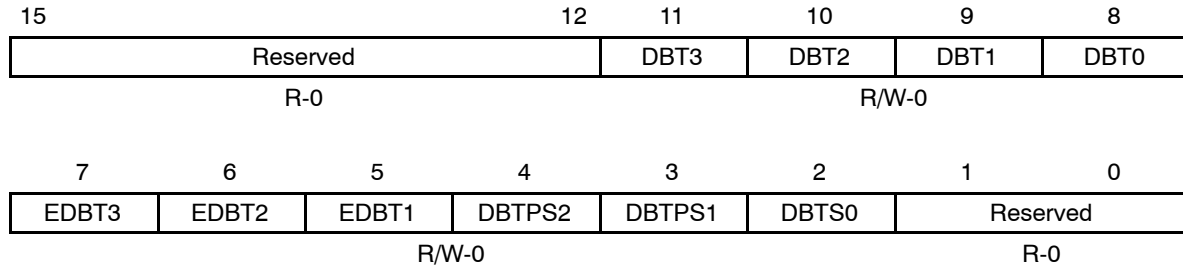 15 12 11 10 9 8
Reserved DBT3 DBT2 DBT1 DBT0
R-0 R/W-0
7 6 5 4 3 2 1 0
EDBT3 EDBT2 EDBT1 DBTPS2 DBTPS1 DBTS0 Reserved
R/W-0 R-0